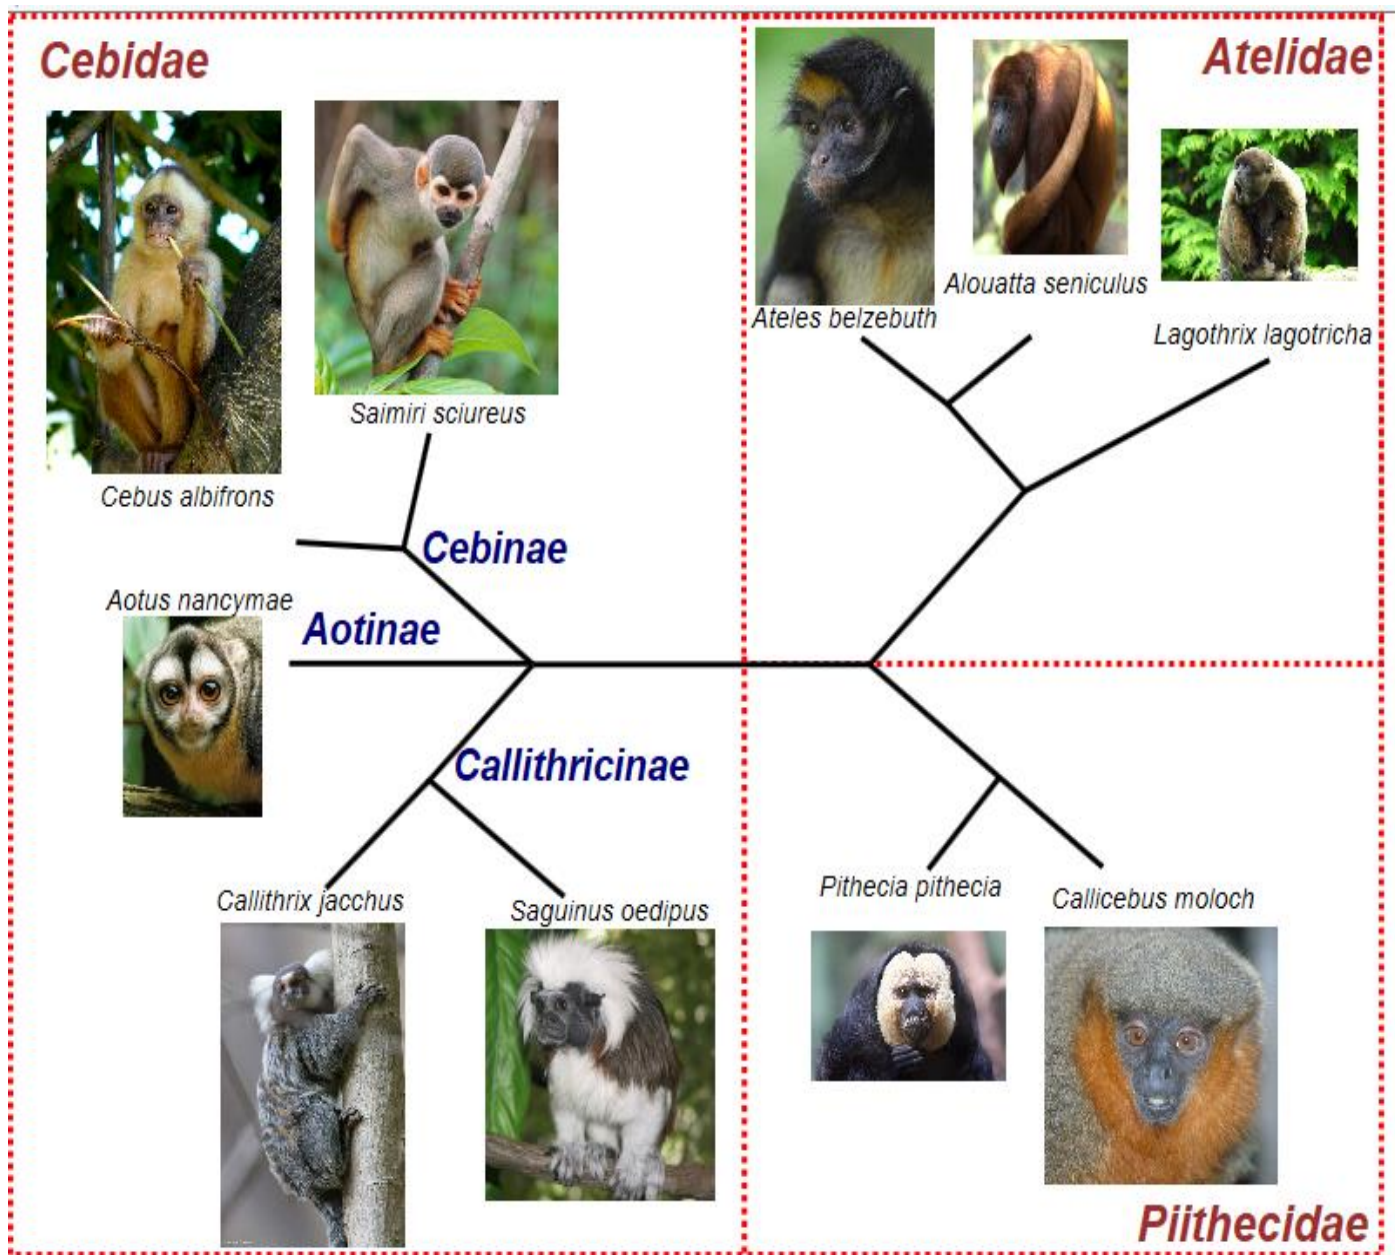 Cebidae
Atelidae
Alouatta seniculus
Ateles belzebuth
Lagothrix lagotricha
Saimiri sciureus
Cebus albifrons
Cebinae
Aotus nancymae
Aotinae
Callithricinae
Callithrix jacchus
Saguinus oedipus
Pithecia pithecia
Callicebus moloch
Piithecidae